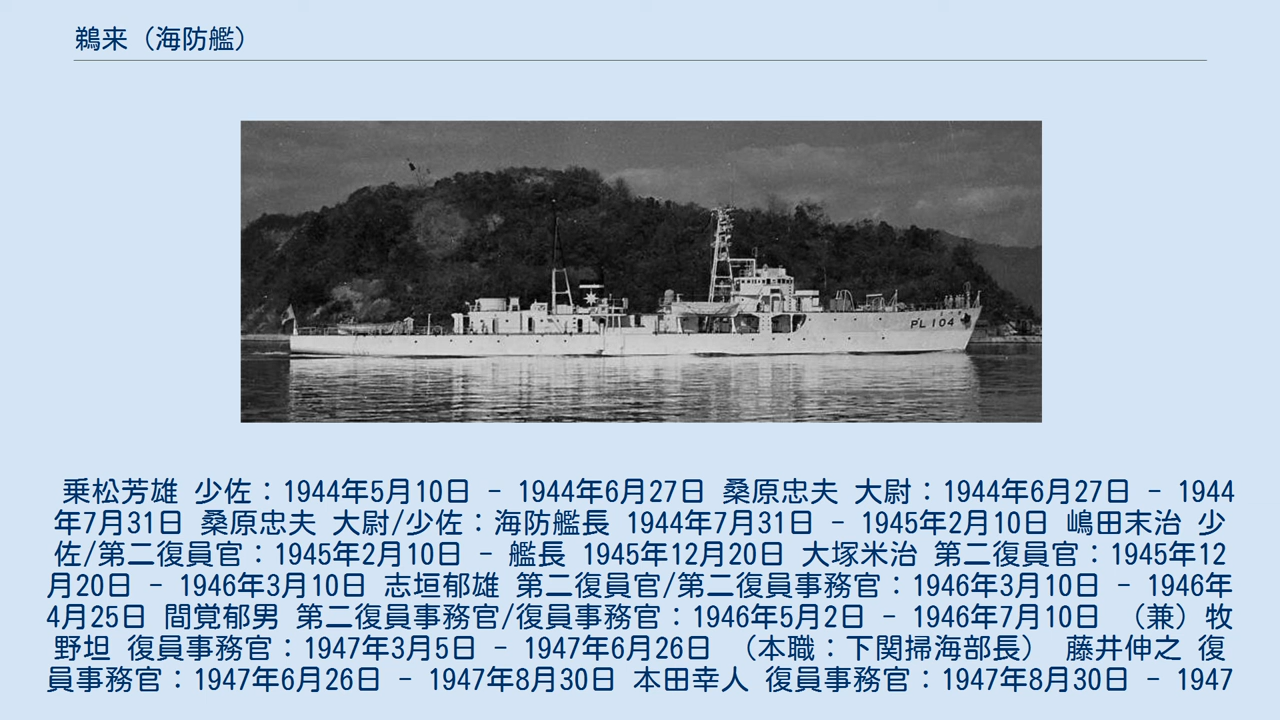 鵜来（海防艦）
PL 104
乗松芳雄 少佐：1944年5月10日 - 1944年6月27日 桑原忠夫 大尉：1944年6月27日 - 1944
年7月31日 桑原忠夫 大尉/少佐：海防艦長 1944年7月31日 - 1945年2月10日 嶋田末治 少
佐/第二復員官：1945年2月10日 - 艦長 1945年12月20日 大塚米治 第二復員官：1945年12
月20日 - 1946年3月10日 志垣郁雄 第二復員官/第二復員事務官：1946年3月10日 - 1946年
4月25日 間覚郁男 第二復員事務官/復員事務官：1946年5月2日 - 1946年7月10日 （兼）牧
野坦 復員事務官：1947年3月5日 - 1947年6月26日 （本職：下関掃海部長） 藤井伸之 復
員事務官：1947年6月26日 - 1947年8月30日 本田幸人 復員事務官：1947年8月30日 - 1947